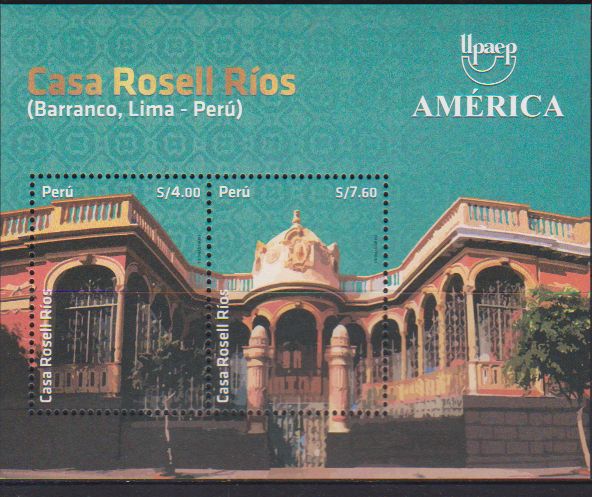 Upaep
AMÉRICA
Casa Rosell Ríos
(Barranco, Lima - Perú)
Perú
S/4.00
Casa Rosell Ríos
Perú
S/7.60
Casa Rosell Ríos